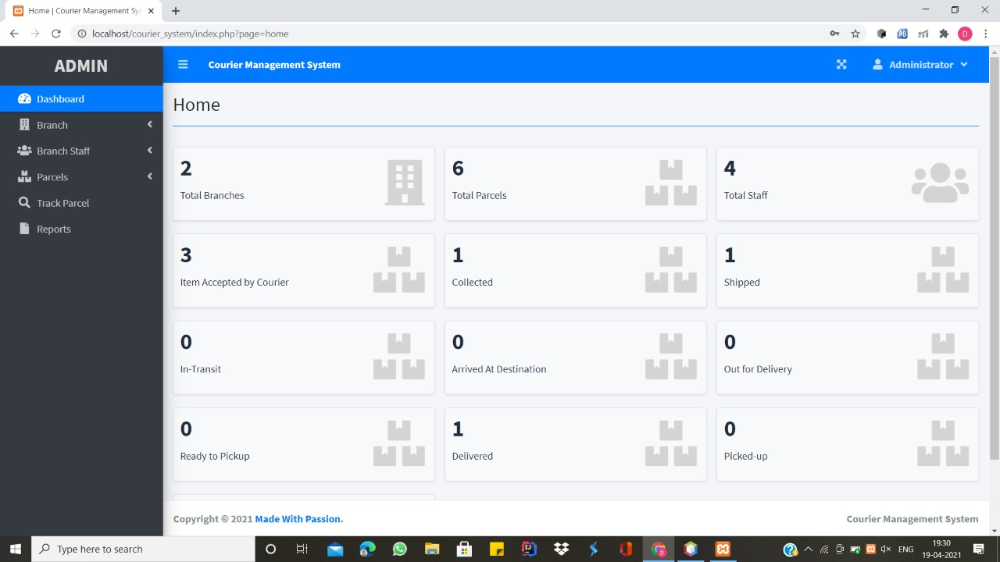 Home | Courier Management Sys
localhost/courier_system/index.php?page=home
D
ADMIN
Courier Management System
Administrator
Dashboard
Branch
Branch Staff
Parcels
Track Parcel
Reports
Home
2
Total Branches
6
Total Parcels
4
Total Staff
3
Item Accepted by Courier
1
Collected
1
Shipped
0
In-Transit
0
Arrived At Destination
0
Out for Delivery
0
Ready to Pickup
1
Delivered
0
Picked-up
Copyright © 2021 Made With Passion.
Courier Management System
Type here to search
ENG
19:30
19-04-2021